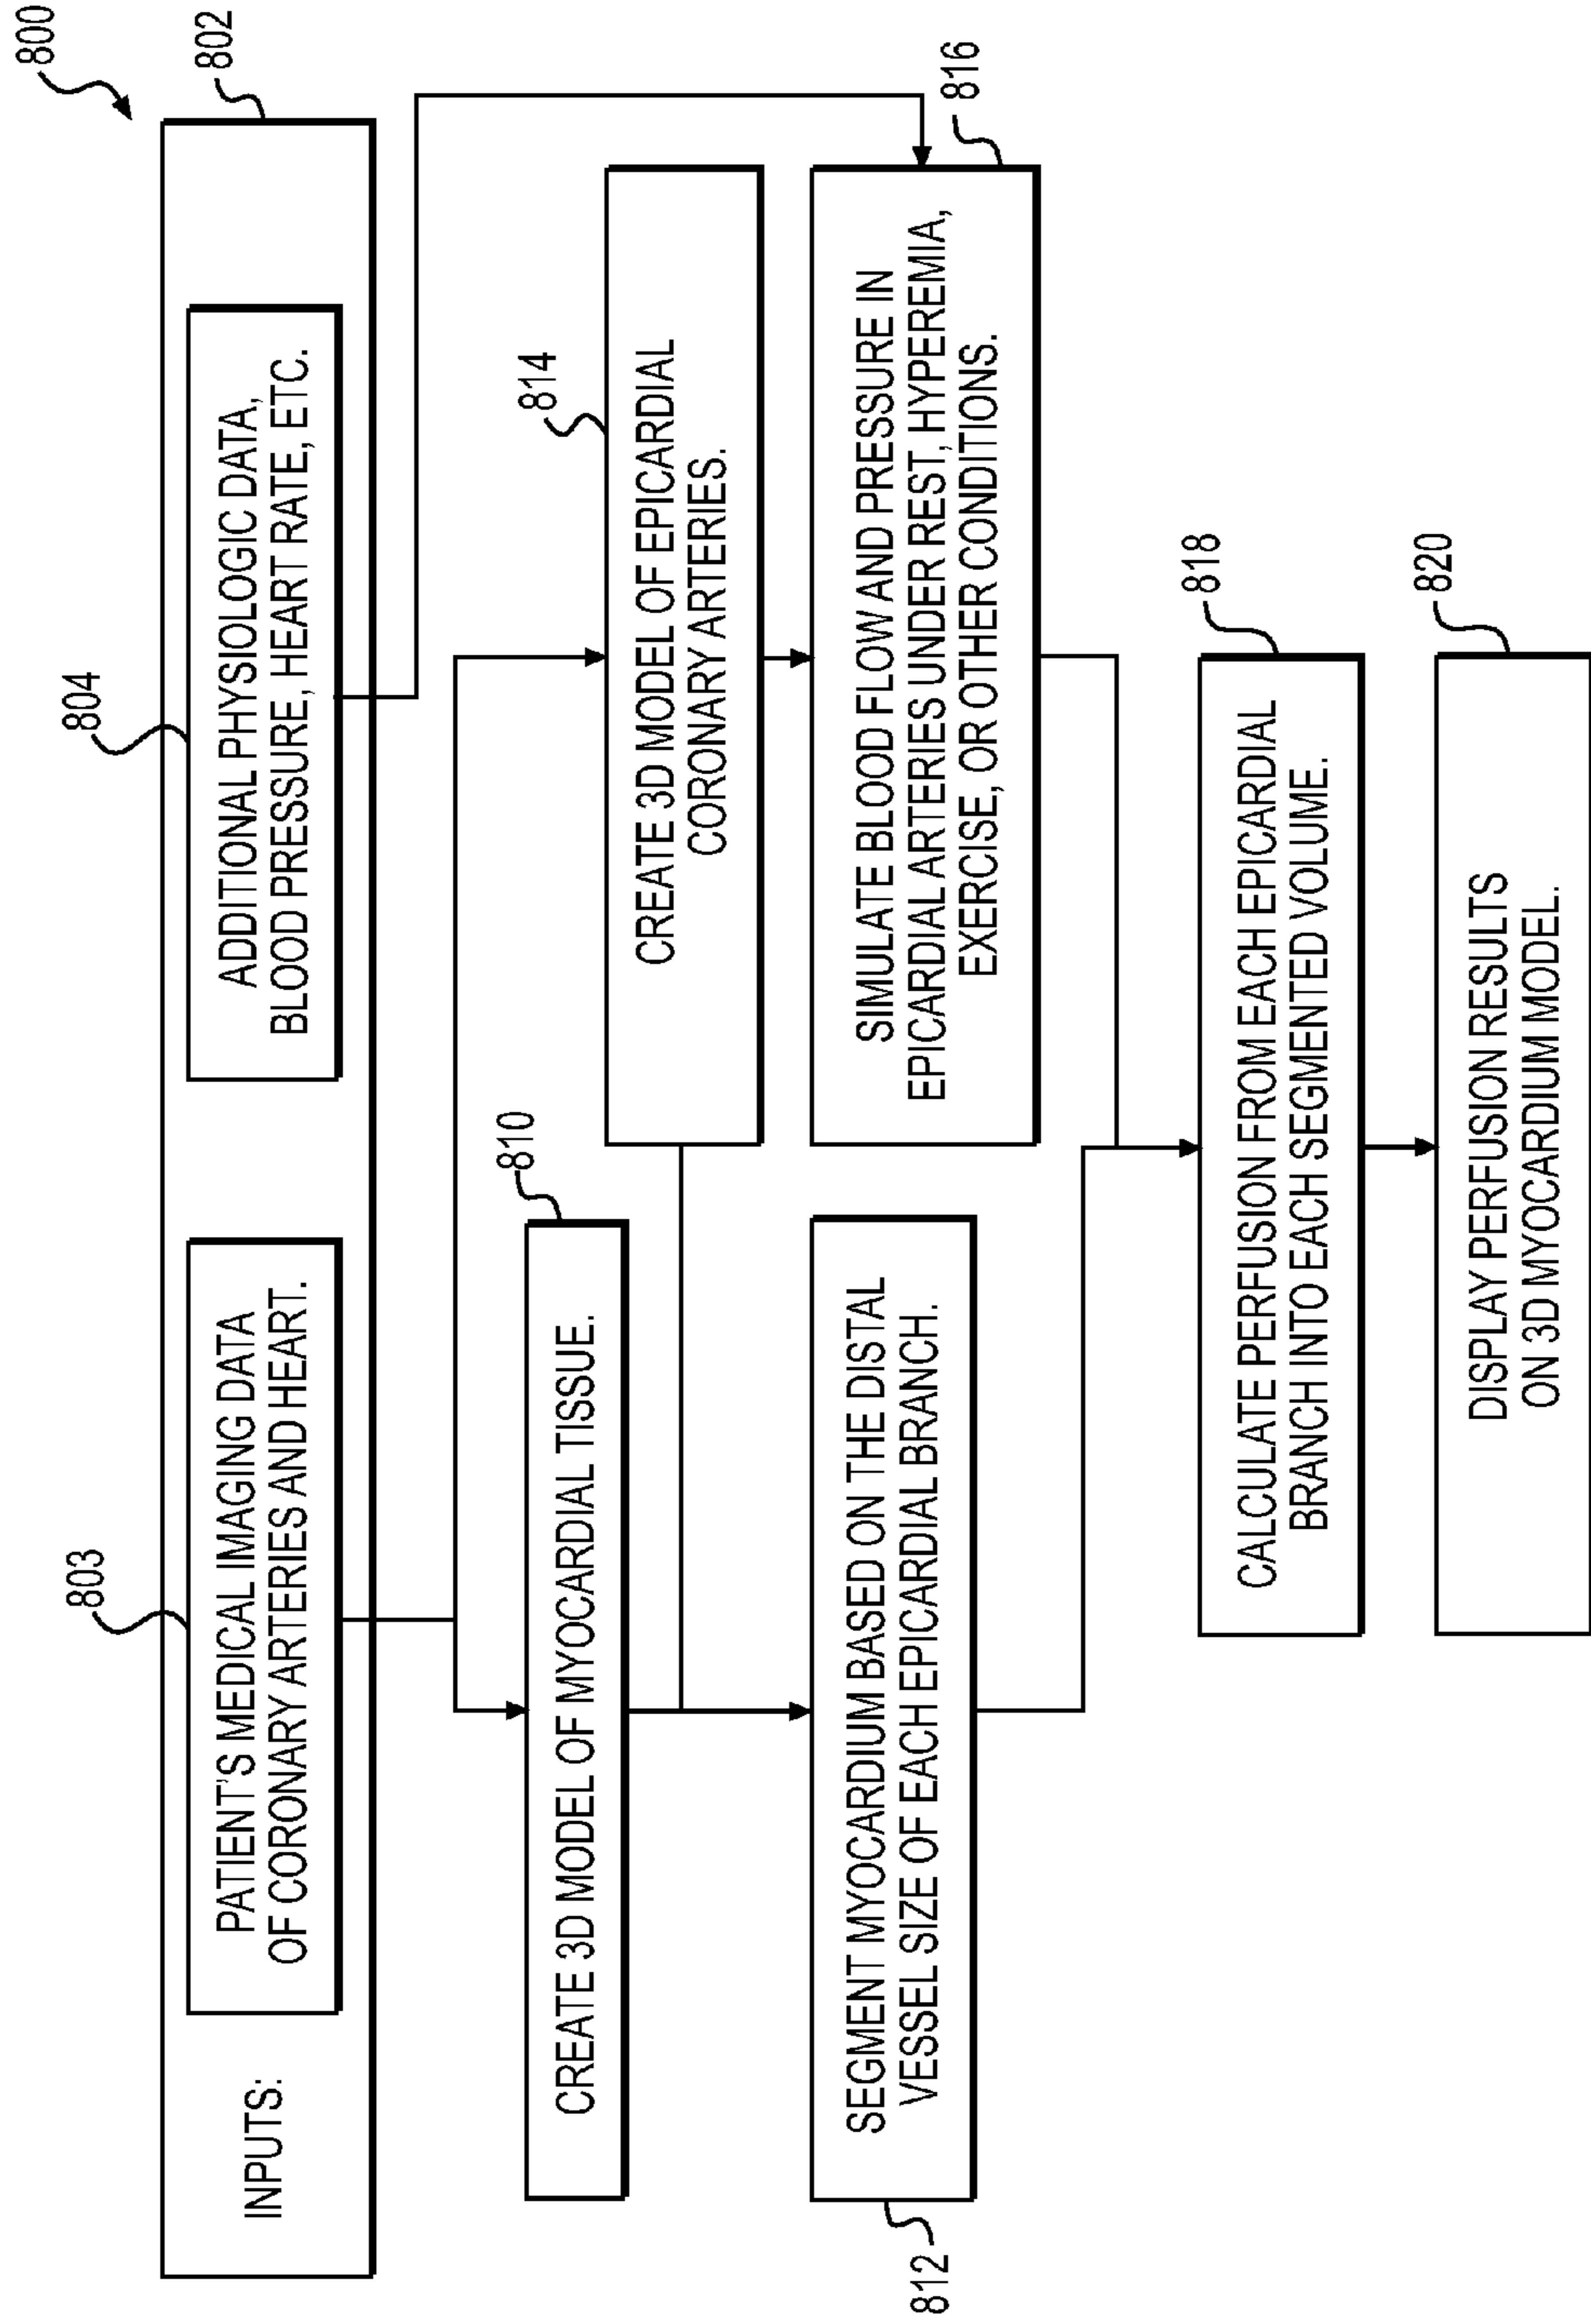 800
802
INPUTS:
803
PATIENT'S MEDICAL IMAGING DATA
OF CORONARY ARTERIES AND HEART.
804
ADDITIONAL PHYSIOLOGIC DATA,
BLOOD PRESSURE, HEART RATE, ETC.
810
CREATE 3D MODEL OF MYOCARDIAL TISSUE.
814
CREATE 3D MODEL OF EPICARDIAL
CORONARY ARTERIES.
812
SEGMENT MYOCARDIUM BASED ON THE DISTAL
VESSEL SIZE OF EACH EPICARDIAL BRANCH.
816
SIMULATE BLOOD FLOW AND PRESSURE IN
EPICARDIAL ARTERIES UNDER REST, HYPEREMIA,
EXERCISE, OR OTHER CONDITIONS.
818
CALCULATE PERFUSION FROM EACH EPICARDIAL
BRANCH INTO EACH SEGMENTED VOLUME.
820
DISPLAY PERFUSION RESULTS
ON 3D MYOCARDIUM MODEL.